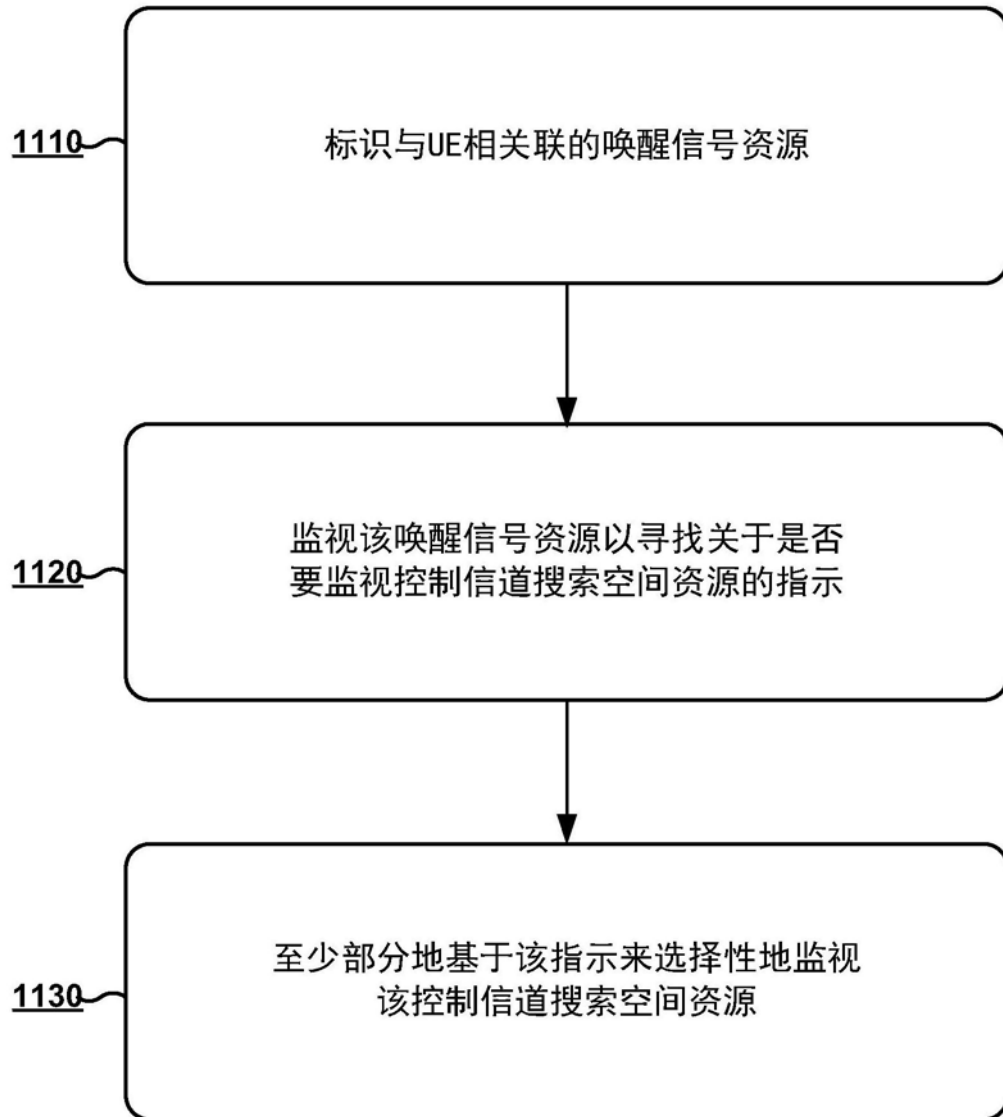 1110
标识与UE相关联的唤醒信号资源
1120
监视该唤醒信号资源以寻找关于是否
要监视控制信道搜索空间资源的指示
1130
至少部分地基于该指示来选择性地监视
该控制信道搜索空间资源